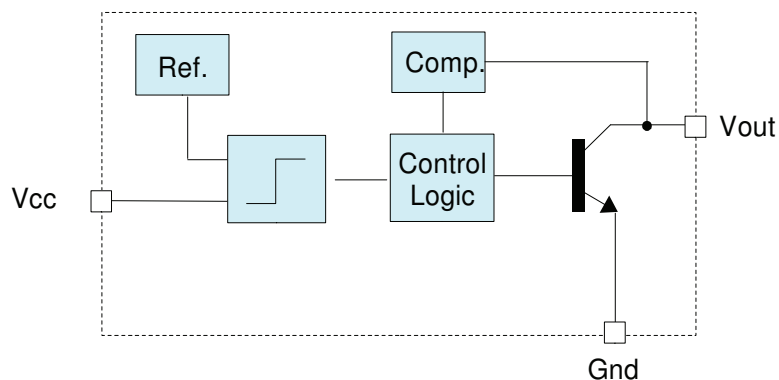 Ref.
Comp.
Vout
Control
Logic
Vcc
Gnd